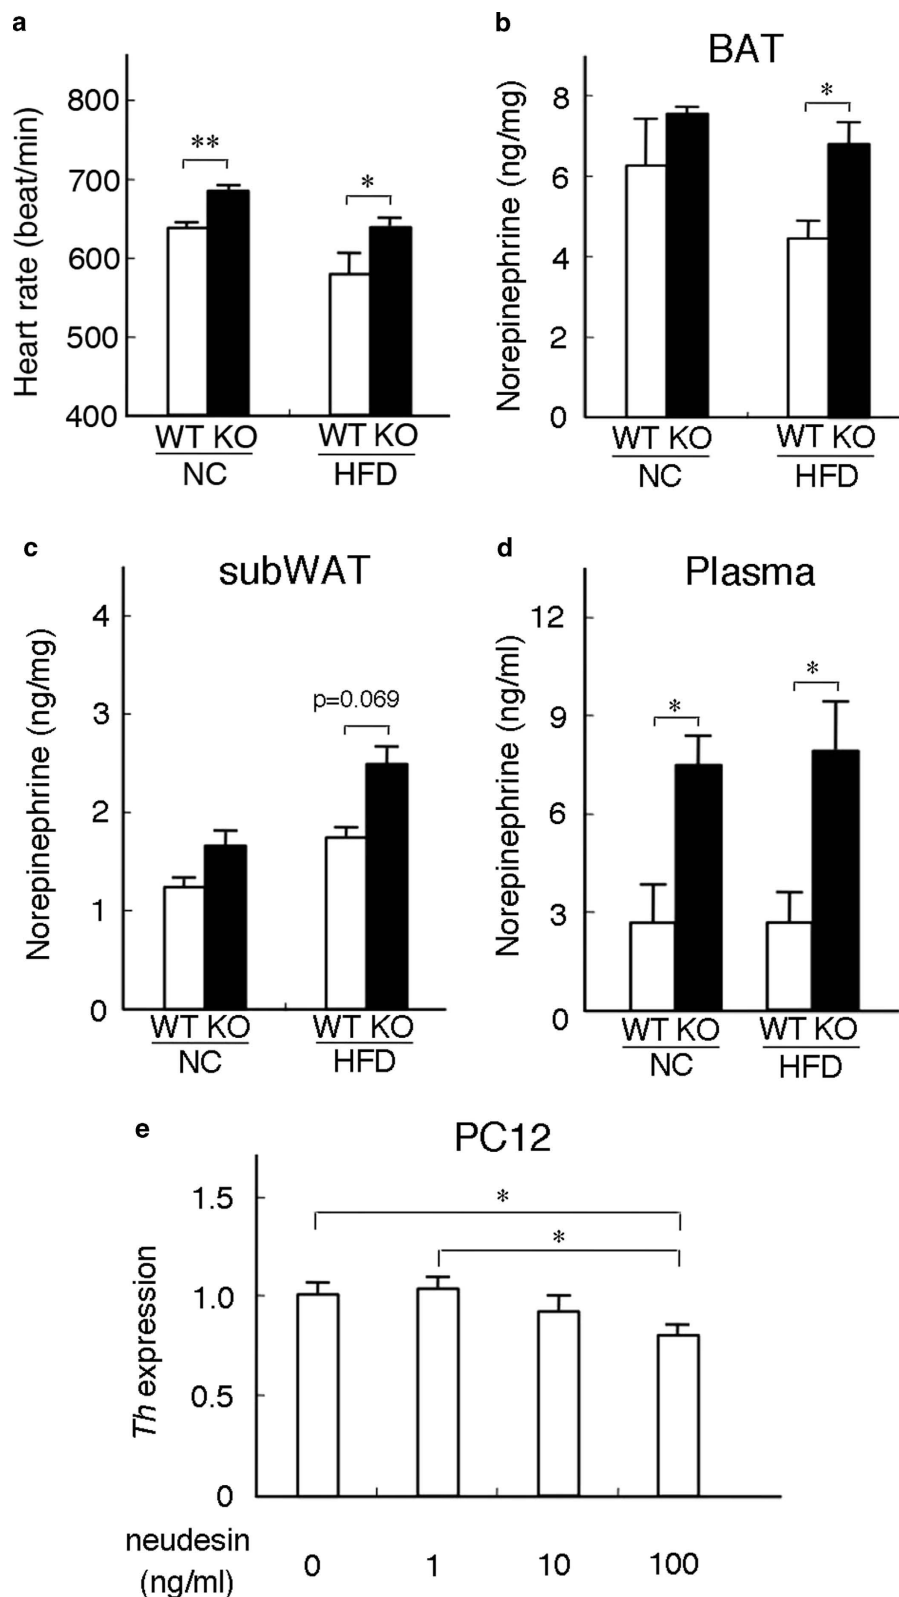 a
Heart rate (beat/min)
800
700
600
500
400
**
*
WT KO
NC
WT KO
HFD
b
BAT
Norepinephrine (ng/mg)
8
6
4
2
0
*
WT KO
NC
WT KO
HFD
c
subWAT
Norepinephrine (ng/mg)
4
3
2
1
0
p=0.069
WT KO
NC
WT KO
HFD
d
Plasma
Norepinephrine (ng/ml)
12
9
6
3
0
*
*
WT KO
NC
WT KO
HFD
e
PC12
Th expression
1.5
1.0
0.5
0
*
*
neudesin
(ng/ml)
0 1 10 100